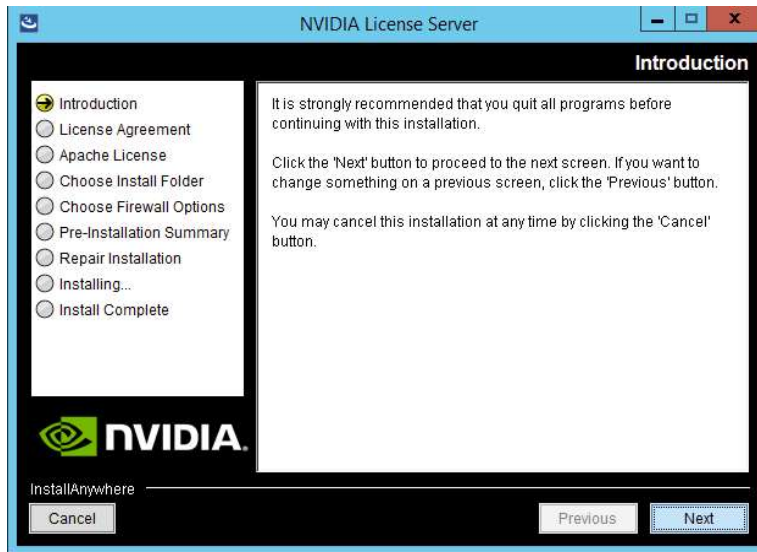 NVIDIA License Server
Introduction
Introduction
License Agreement
Apache License
Choose Install Folder
Choose Firewall Options
Pre-Installation Summary
Repair Installation
Installing...
Install Complete
It is strongly recommended that you quit all programs before
continuing with this installation.
Click the 'Next' button to proceed to the next screen. If you want to
change something on a previous screen, click the 'Previous' button.
You may cancel this installation at any time by clicking the 'Cancel'
button.
NVIDIA.
InstallAnywhere
Cancel
Previous
Next